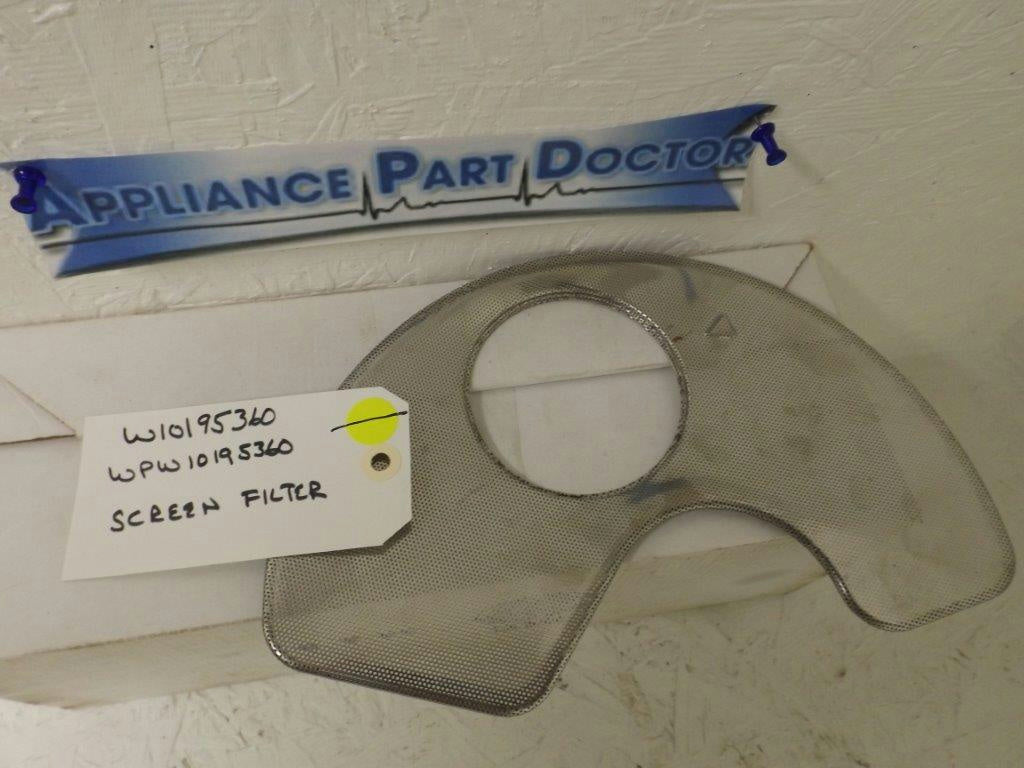 APPLIANCE PART DOCTOR
W10195360
WPW10195360
SCREEN FILTER